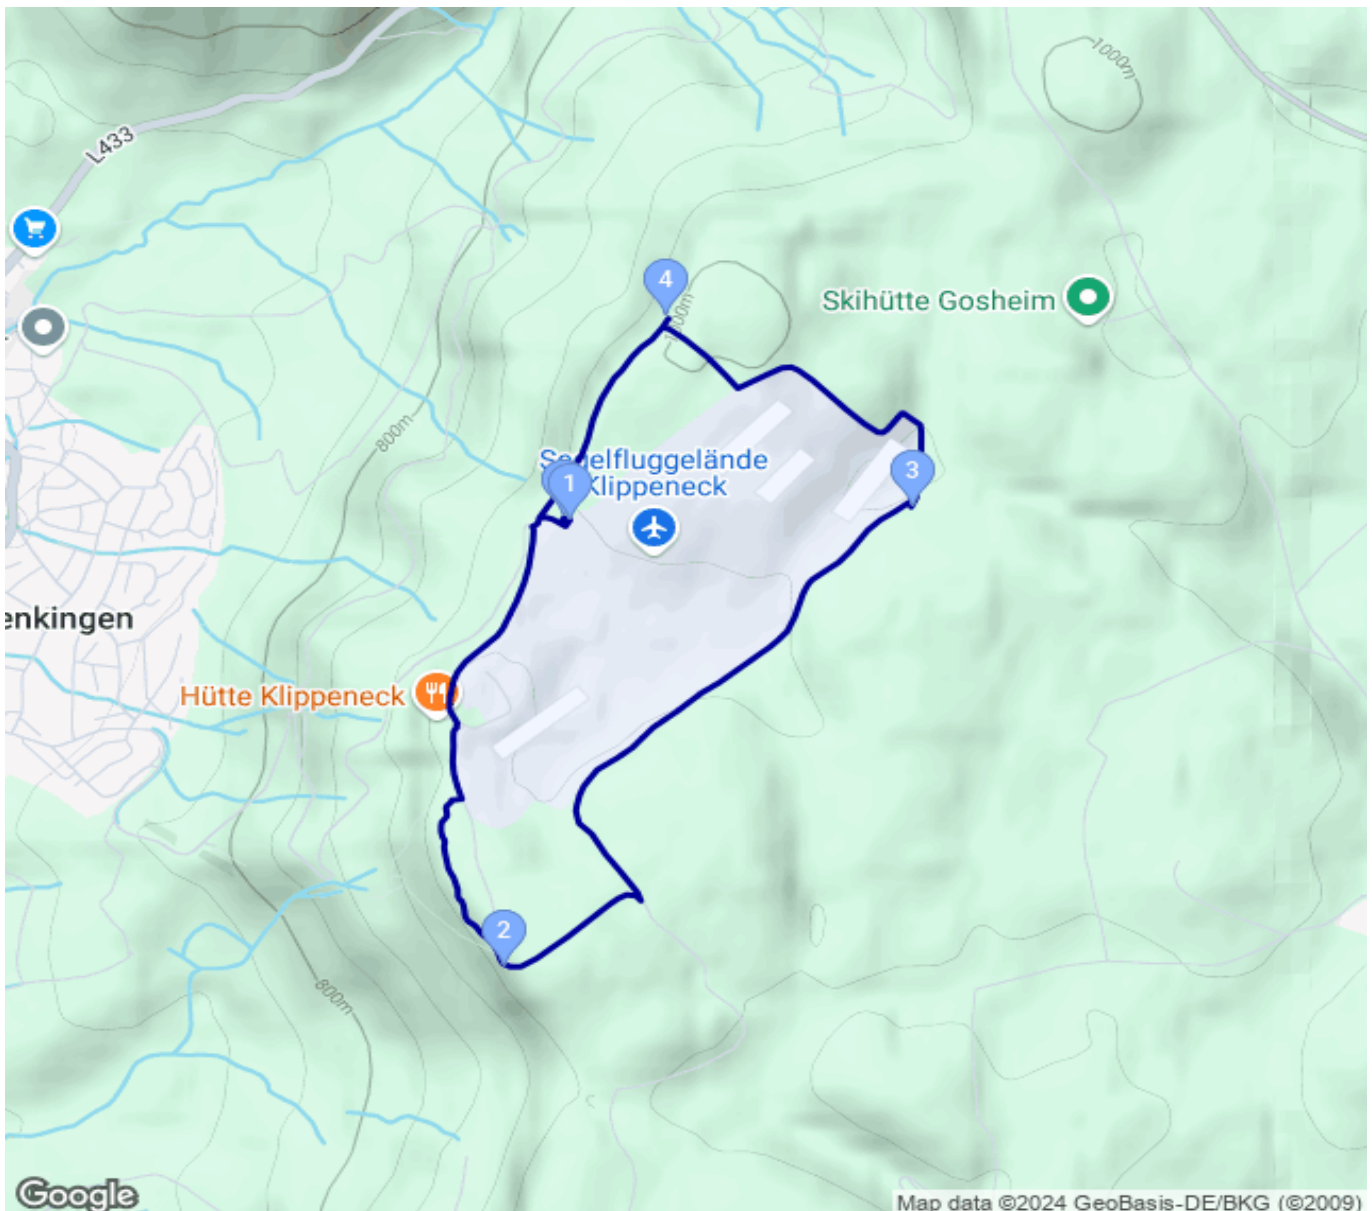 1000m
L433
4
1000m
Skihütte Gosheim
800m
Segelfluggelände
Klippeneck
1
3
enkingen
Hütte Klippeneck
2
800m
Google
Map data ©2024 GeoBasis-DE/BKG (©2009)